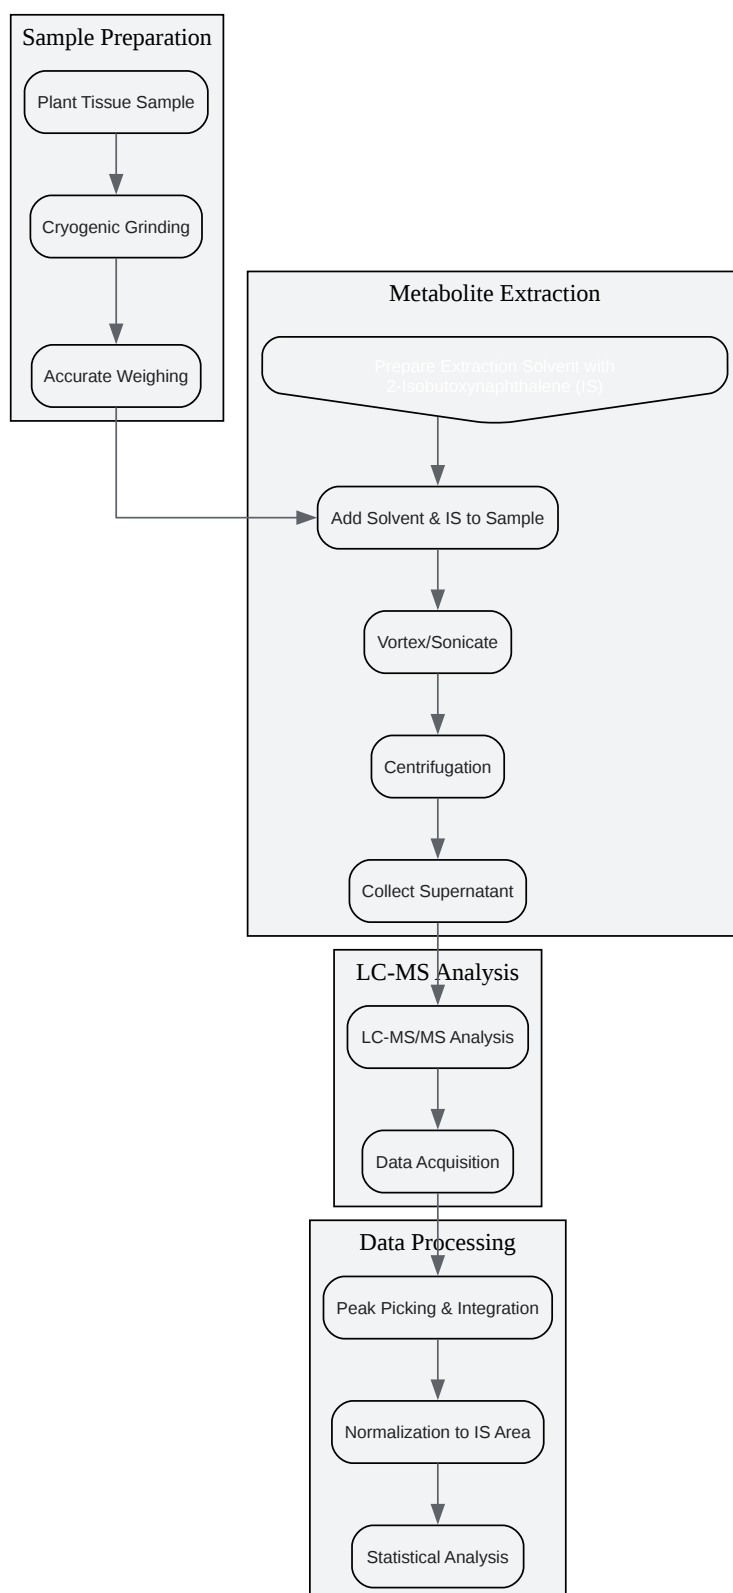 Sample Preparation
Plant Tissue Sample
Cryogenic Grinding
Accurate Weighing
Metabolite Extraction
Prepare Extraction Solvent with
2-Isobutoxynaphthalene (IS)
Add Solvent & IS to Sample
Vortex/Sonicate
Centrifugation
Collect Supernatant
LC-MS Analysis
LC-MS/MS Analysis
Data Acquisition
Data Processing
Peak Picking & Integration
Normalization to IS Area
Statistical Analysis